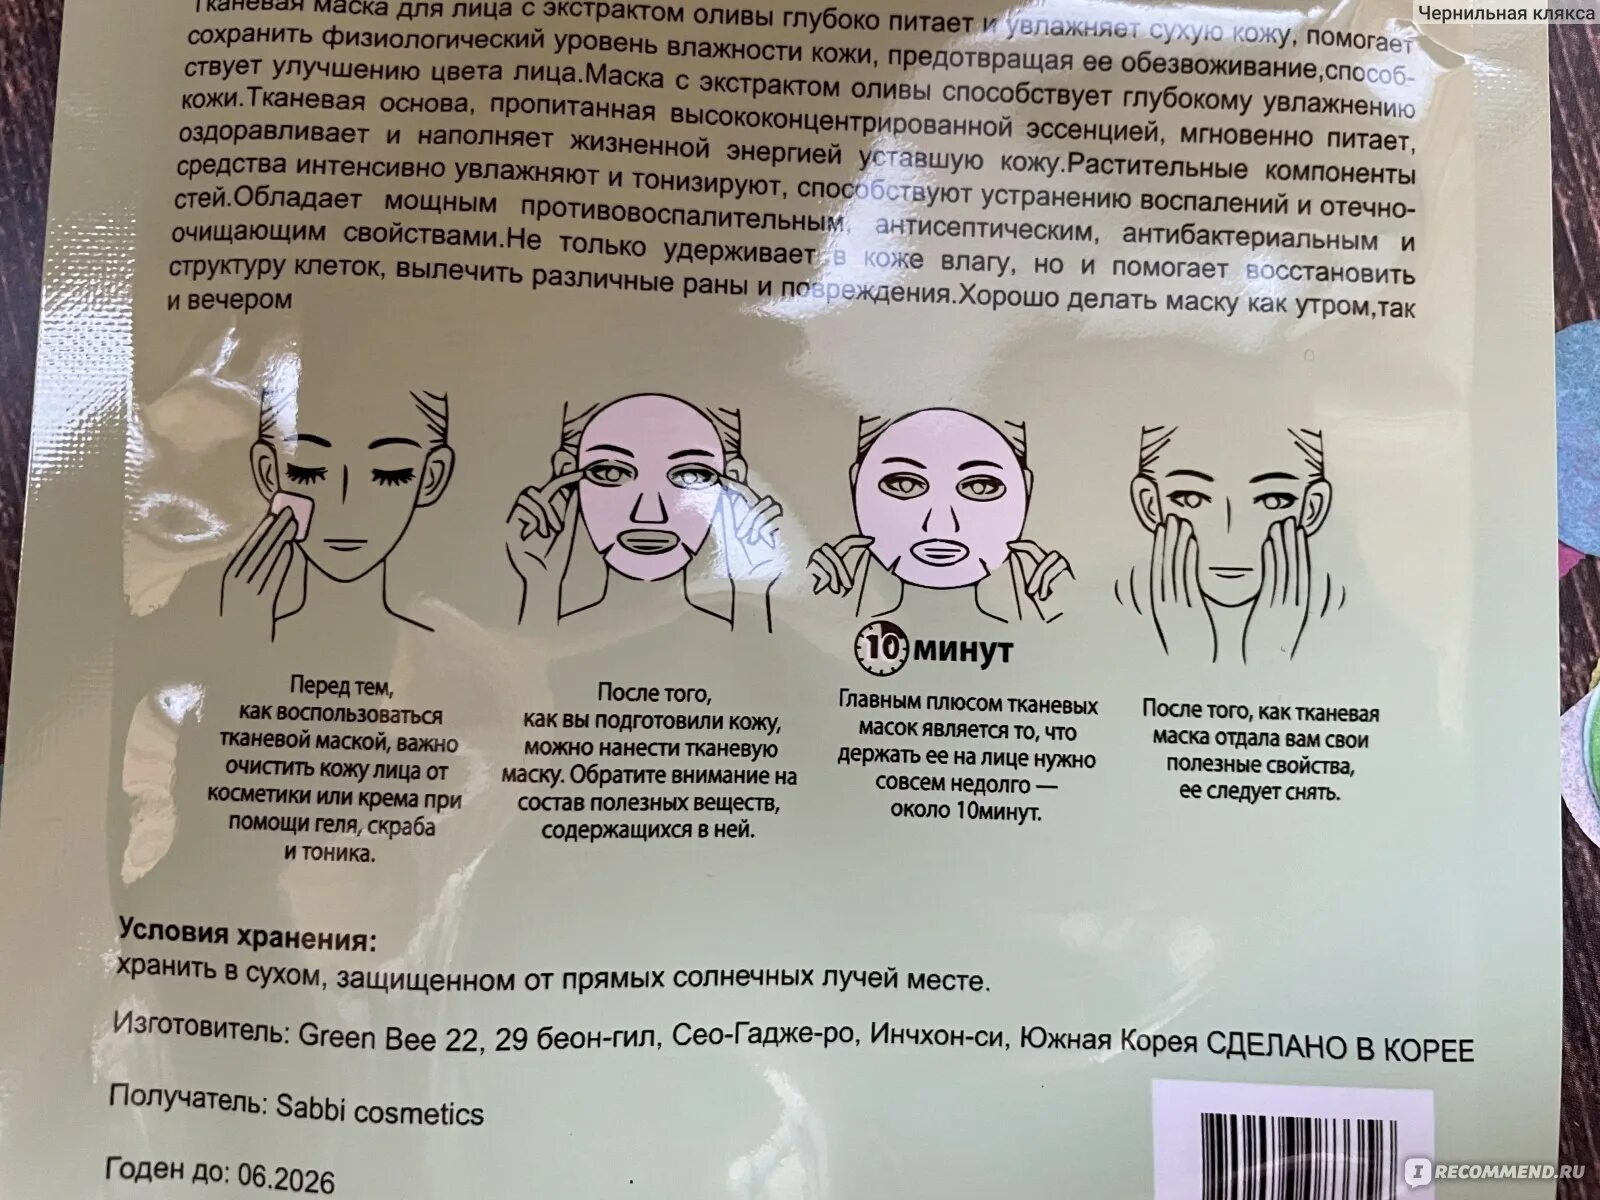 Чернильная клякса
Тканевая маска для лица с экстрактом оливы глубоко питает и увлажняет сухую кожу, помогает
сохранить физиологический уровень влажности кожи, предотвращая ее обезвоживание,способ-
ствует улучшению цвета лица.Маска с экстрактом оливы способствует глубокому увлажнению
кожи.Тканевая основа, пропитанная высококонцентрированной эссенцией, мгновенно питает,
оздоравливает и наполняет жизненной энергией уставшую кожу.Растительные компоненты
средства интенсивно увлажняют и тонизируют, способствуют устранению воспалений и отечно-
стей.Обладает мощным противовоспалительным, антисептическим, антибактериальным и
очищающим свойствами.Не только удерживает в коже влагу, но и помогает восстановить
структуру клеток, вылечить различные раны и повреждения.Хорошо делать маску как утром,так
и вечером
Перед тем,
как воспользоваться
тканевой маской, важно
очистить кожу лица от
косметики или крема при
помощи геля, скраба
и тоника.
После того,
как вы подготовили кожу,
можно нанести тканевую
маску. Обратите внимание на
состав полезных веществ,
содержащихся в ней.
10 минут
Главным плюсом тканевых
масок является то, что
держать ее на лице нужно
совсем недолго —
около 10минут.
После того, как тканевая
маска отдала вам свои
полезные свойства,
ее следует снять.
Условия хранения:
хранить в сухом, защищенном от прямых солнечных лучей месте.
Изготовитель: Green Bee 22, 29 беон-гил, Сео-Гадже-ро, Инчхон-си, Южная Корея СДЕЛАНО В КОРЕЕ
Получатель: Sabbi cosmetics
Годен до: 06.2026
IRECOMMEND.RU